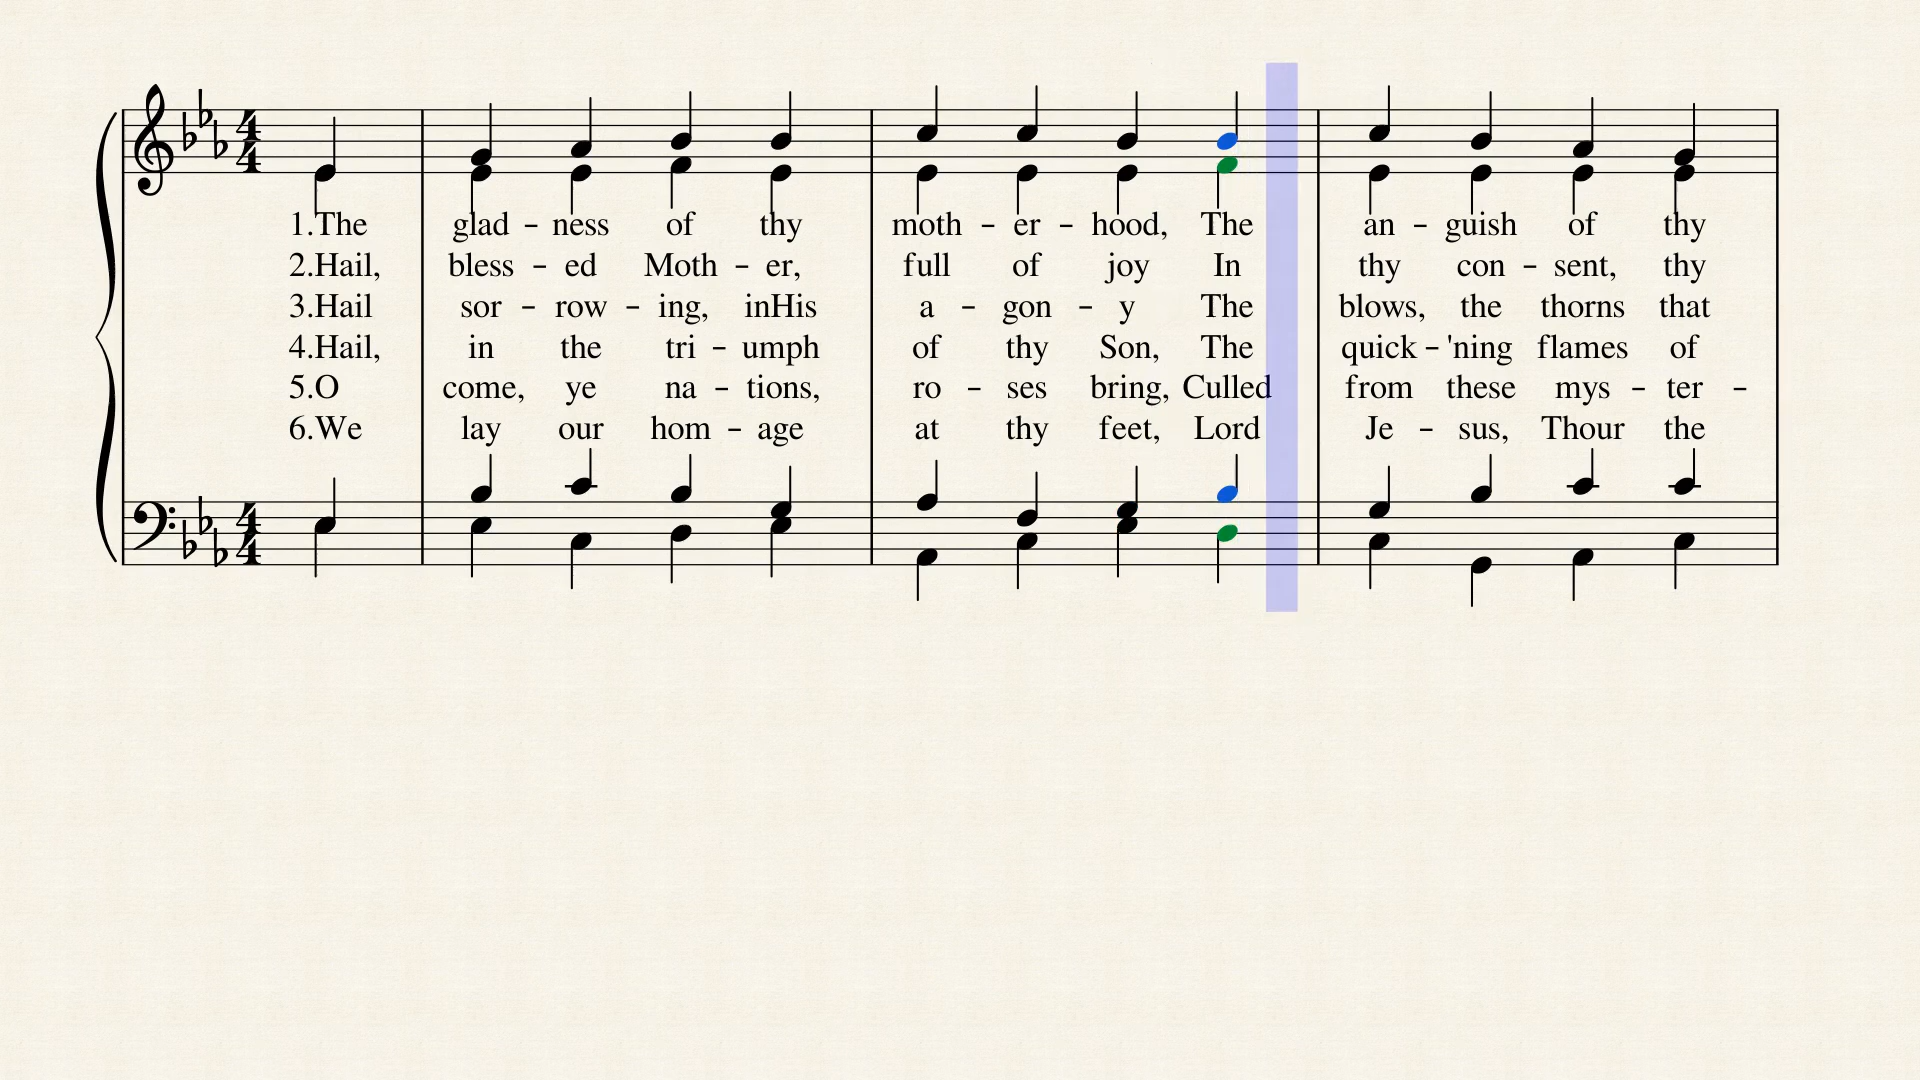 4 4
1.The glad – ness of thy moth – er – hood, The an – guish of thy
2.Hail, bless – ed Moth – er, full of joy In thy con – sent, thy
3.Hail sor – row – ing, inHis a – gon – y The blows, the thorns that
4.Hail, in the tri – umph of thy Son, The quick – 'ning flames of
5.O come, ye na – tions, ro – ses bring, Culled from these mys – ter –
6.We lay our hom – age at thy feet, Lord Je – sus, Thour the
4 4